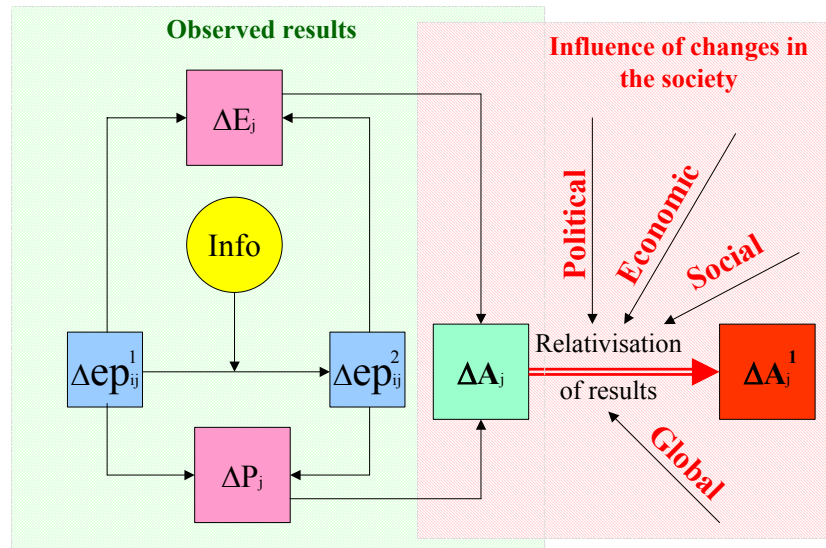 Observed results
Influence of changes in
the society
ΔEⱼ
Info
Political
Economic
Social
Δep¹ᵢⱼ
Δep²ᵢⱼ
ΔAⱼ
Relativisation
of results
ΔA¹ⱼ
ΔPⱼ
Global